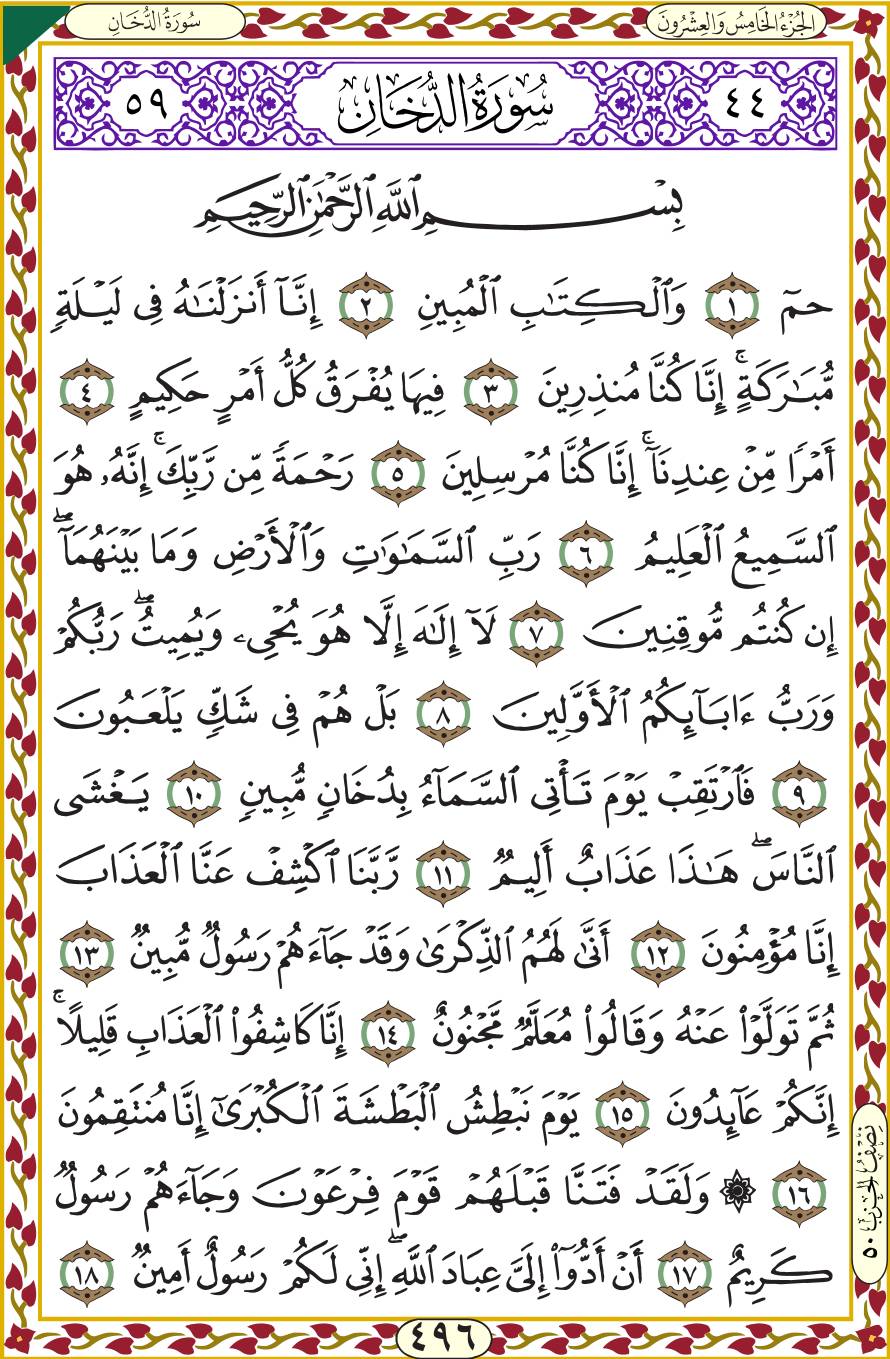 الجُزْءُ الخَامِسُ وَالعِشْرُونَ
سُورَةُ الدُّخَانِ
٤٤ سُورَةُ الدُّخَانِ ٥٩
بِسْمِ ٱللَّهِ ٱلرَّحْمَٰنِ ٱلرَّحِيمِ
حمٓ ١ وَٱلْكِتَٰبِ ٱلْمُبِينِ ٢ إِنَّآ أَنزَلْنَٰهُ فِى لَيْلَةٍ
مُّبَٰرَكَةٍ ۚ إِنَّا كُنَّا مُنذِرِينَ ٣ فِيهَا يُفْرَقُ كُلُّ أَمْرٍ حَكِيمٍ ٤
أَمْرًا مِّنْ عِندِنَآ ۚ إِنَّا كُنَّا مُرْسِلِينَ ٥ رَحْمَةً مِّن رَّبِّكَ ۚ إِنَّهُۥ هُوَ
ٱلسَّمِيعُ ٱلْعَلِيمُ ٦ رَبِّ ٱلسَّمَٰوَٰتِ وَٱلْأَرْضِ وَمَا بَيْنَهُمَآ ۖ
إِن كُنتُم مُّوقِنِينَ ٧ لَآ إِلَٰهَ إِلَّا هُوَ يُحْىِۦ وَيُمِيتُ ۖ رَبُّكُمْ
وَرَبُّ ءَابَآئِكُمُ ٱلْأَوَّلِينَ ٨ بَلْ هُمْ فِى شَكٍّ يَلْعَبُونَ
٩ فَٱرْتَقِبْ يَوْمَ تَأْتِى ٱلسَّمَآءُ بِدُخَانٍ مُّبِينٍ ١٠ يَغْشَى
ٱلنَّاسَ ۖ هَٰذَا عَذَابٌ أَلِيمٌ ١١ رَّبَّنَا ٱكْشِفْ عَنَّا ٱلْعَذَابَ
إِنَّا مُؤْمِنُونَ ١٢ أَنَّىٰ لَهُمُ ٱلذِّكْرَىٰ وَقَدْ جَآءَهُمْ رَسُولٌ مُّبِينٌ ١٣
ثُمَّ تَوَلَّوْا۟ عَنْهُ وَقَالُوا۟ مُعَلَّمٌ مَّجْنُونٌ ١٤ إِنَّا كَاشِفُوا۟ ٱلْعَذَابِ قَلِيلًا ۚ
إِنَّكُمْ عَآئِدُونَ ١٥ يَوْمَ نَبْطِشُ ٱلْبَطْشَةَ ٱلْكُبْرَىٰٓ إِنَّا مُنتَقِمُونَ
١٦ ۞ وَلَقَدْ فَتَنَّا قَبْلَهُمْ قَوْمَ فِرْعَوْنَ وَجَآءَهُمْ رَسُولٌ
كَرِيمٌ ١٧ أَنْ أَدُّوٓا۟ إِلَىَّ عِبَادَ ٱللَّهِ ۖ إِنِّى لَكُمْ رَسُولٌ أَمِينٌ ١٨
نِصْفُ الحِزْبِ ٥٠
٤٩٦